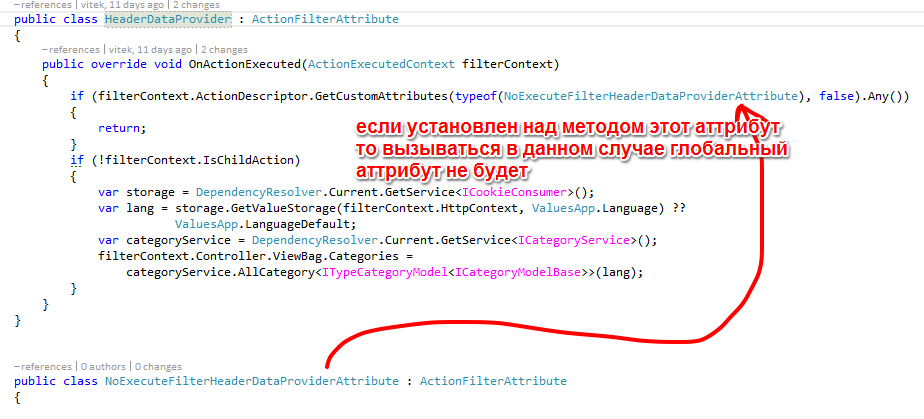 –references | vitek, 11 days ago | 2 changes
public class HeaderDataProvider : ActionFilterAttribute
{
–references | vitek, 11 days ago | 2 changes
public override void OnActionExecuted(ActionExecutedContext filterContext)
{
if (filterContext.ActionDescriptor.GetCustomAttributes(typeof(NoExecuteFilterHeaderDataProviderAttribute), false).Any())
{
return;
}
если установлен над методом этот аттрибут
то вызываться в данном случае глобальный
аттрибут не будет
if (!filterContext.IsChildAction)
{
var storage = DependencyResolver.Current.GetService<ICookieConsumer>();
var lang = storage.GetValueStorage(filterContext.HttpContext, ValuesApp.Language) ??
ValuesApp.LanguageDefault;
var categoryService = DependencyResolver.Current.GetService<ICategoryService>();
filterContext.Controller.ViewBag.Categories =
categoryService.AllCategory<ITypeCategoryModel<ICategoryModelBase>>(lang);
}
}
}
–references | 0 authors | 0 changes
public class NoExecuteFilterHeaderDataProviderAttribute : ActionFilterAttribute
{